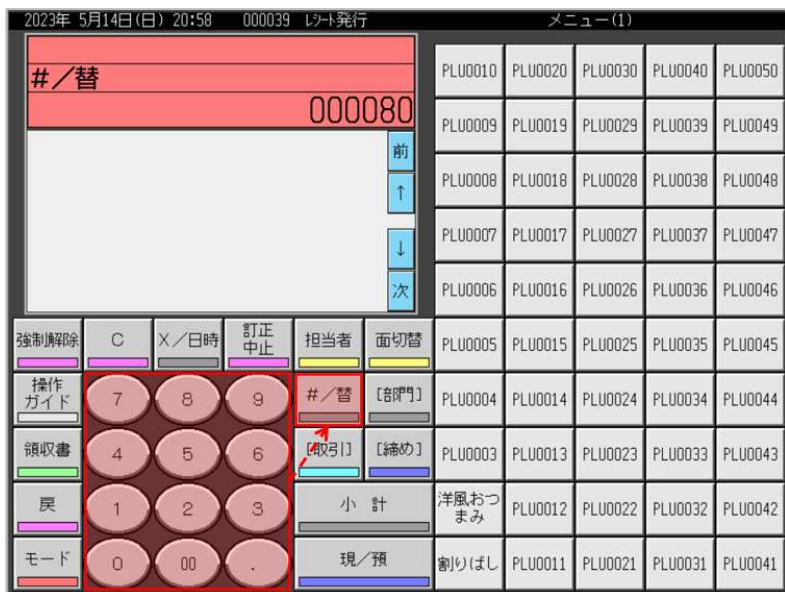 2023年 5月14日(日) 20:58 000039 ﾚｼｰﾄ発行 メニュー(1)
#／替
000080
前
↑
↓
次
PLU0010 PLU0020 PLU0030 PLU0040 PLU0050
PLU0009 PLU0019 PLU0029 PLU0039 PLU0049
PLU0008 PLU0018 PLU0028 PLU0038 PLU0048
PLU0007 PLU0017 PLU0027 PLU0037 PLU0047
PLU0006 PLU0016 PLU0026 PLU0036 PLU0046
強制解除 C X／日時 訂正 担当者 面切替 PLU0005 PLU0015 PLU0025 PLU0035 PLU0045
中止
操作 7 8 9 #／替 [部門] PLU0004 PLU0014 PLU0024 PLU0034 PLU0044
ガイド
領収書 4 5 6 [取引] [締め] PLU0003 PLU0013 PLU0023 PLU0033 PLU0043
戻 1 2 3 小 計 洋風おつ PLU0012 PLU0022 PLU0032 PLU0042
まみ
モード 0 00 . 現／預 割りばし PLU0011 PLU0021 PLU0031 PLU0041